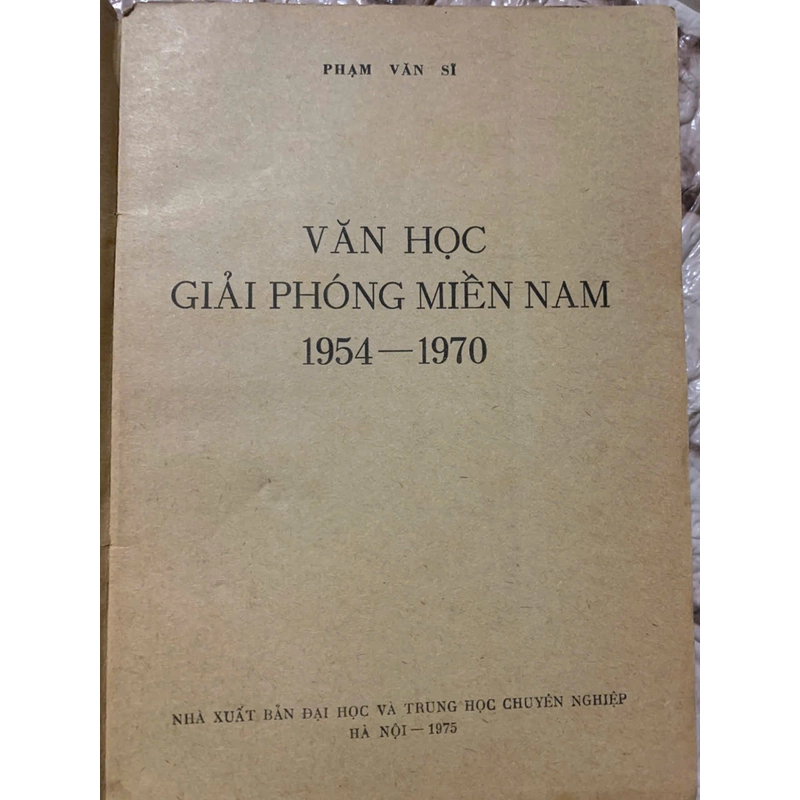 PHẠM VĂN SĨ
VĂN HỌC
GIẢI PHÓNG MIỀN NAM
1954—1970
NHÀ XUẤT BẢN ĐẠI HỌC VÀ TRUNG HỌC CHUYÊN NGHIỆP
HÀ NỘI — 1975